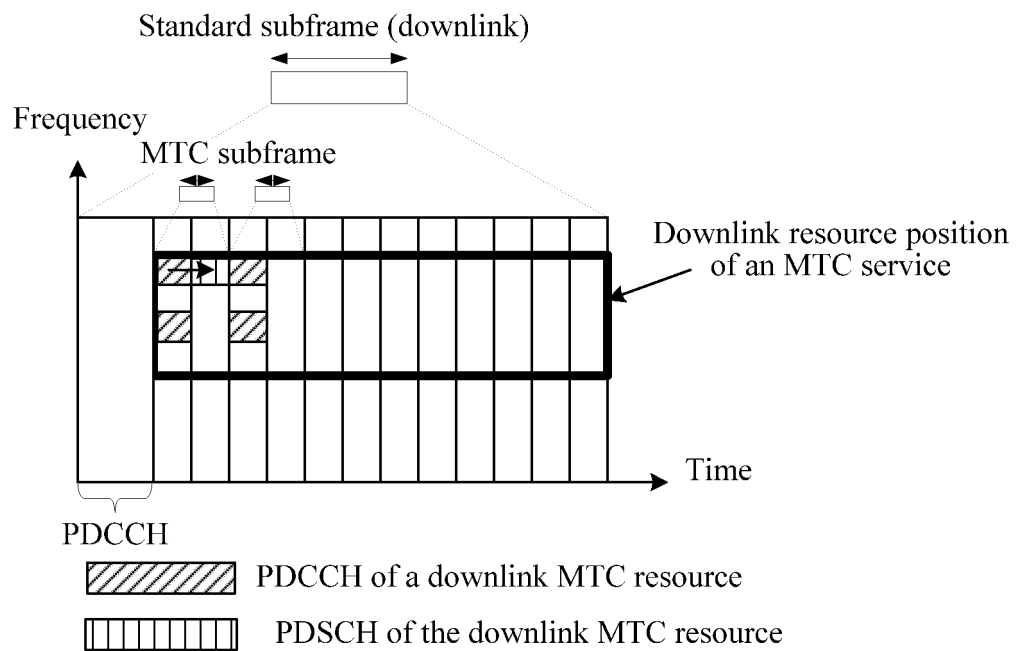 Standard subframe (downlink)
Frequency
MTC subframe
Downlink resource position
of an MTC service
Time
PDCCH
PDCCH of a downlink MTC resource
PDSCH of the downlink MTC resource